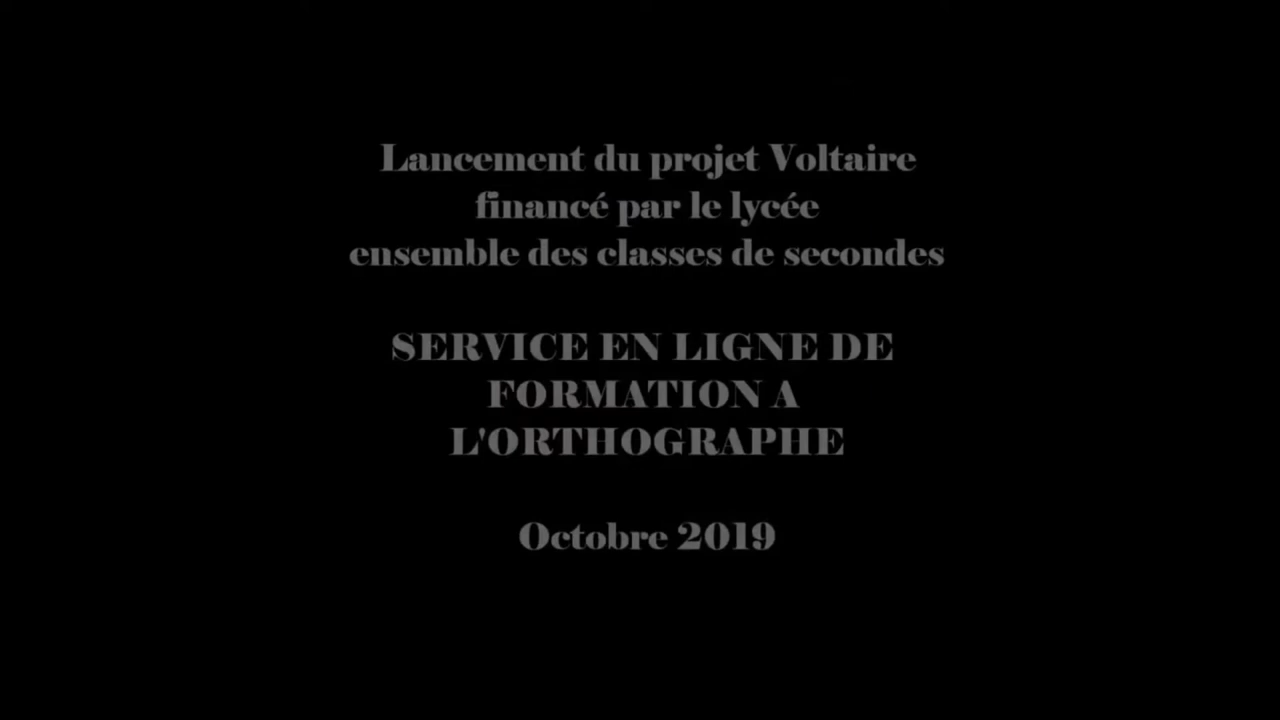 Lancement du projet Voltaire
financé par le lycée
ensemble des classes de secondes
SERVICE EN LIGNE DE
FORMATION A
L'ORTHOGRAPHE
Octobre 2019